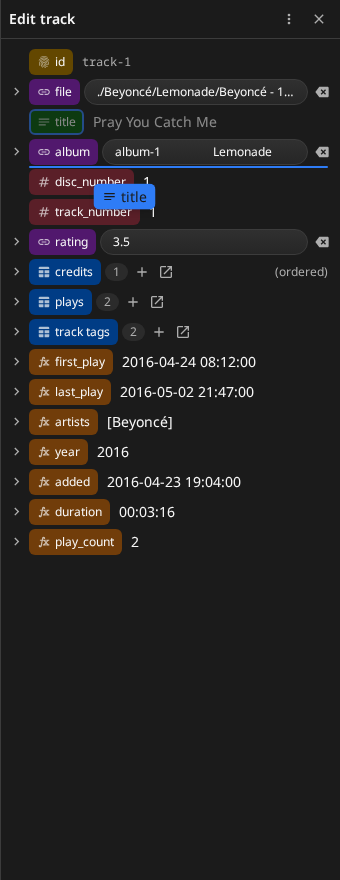 Edit track
id track-1
file ./Beyoncé/Lemonade/Beyoncé - 1...
title Pray You Catch Me
album album-1 Lemonade
disc_number 1
title
track_number 1
rating 3.5
credits 1 (ordered)
plays 2
track tags 2
first_play 2016-04-24 08:12:00
last_play 2016-05-02 21:47:00
artists [Beyoncé]
year 2016
added 2016-04-23 19:04:00
duration 00:03:16
play_count 2